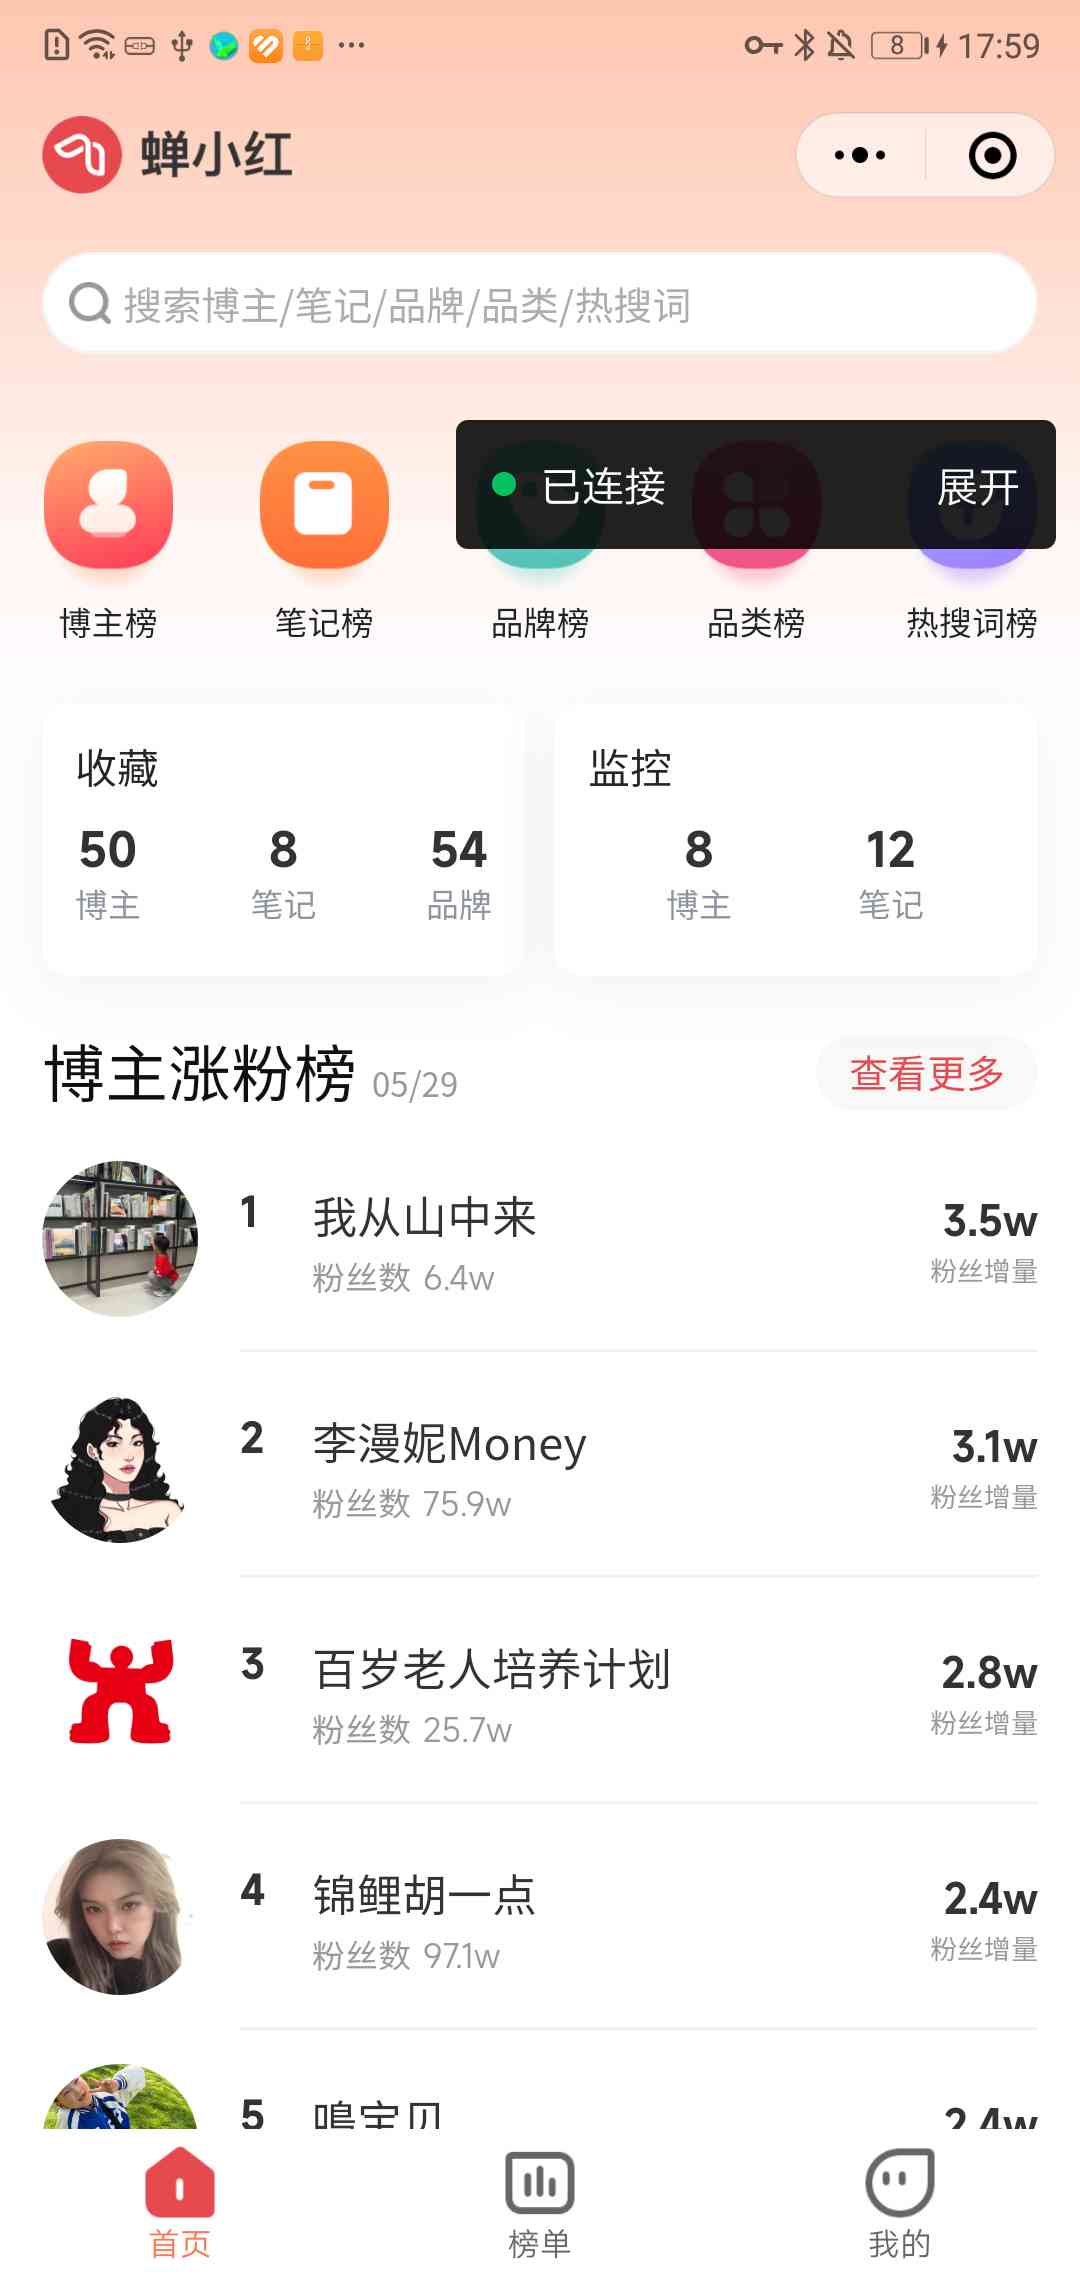 8 17:59
蝉小红
搜索博主/笔记/品牌/品类/热搜词
已连接 展开
博主榜 笔记榜 品牌榜 品类榜 热搜词榜
收藏
50 8 54
博主 笔记 品牌
监控
8 12
博主 笔记
博主涨粉榜 05/29 查看更多
1 我从山中来 3.5w
粉丝数 6.4w 粉丝增量
2 李漫妮Money 3.1w
粉丝数 75.9w 粉丝增量
3 百岁老人培养计划 2.8w
粉丝数 25.7w 粉丝增量
4 锦鲤胡一点 2.4w
粉丝数 97.1w 粉丝增量
5 鸣宝贝 2.4w
首页 榜单 我的